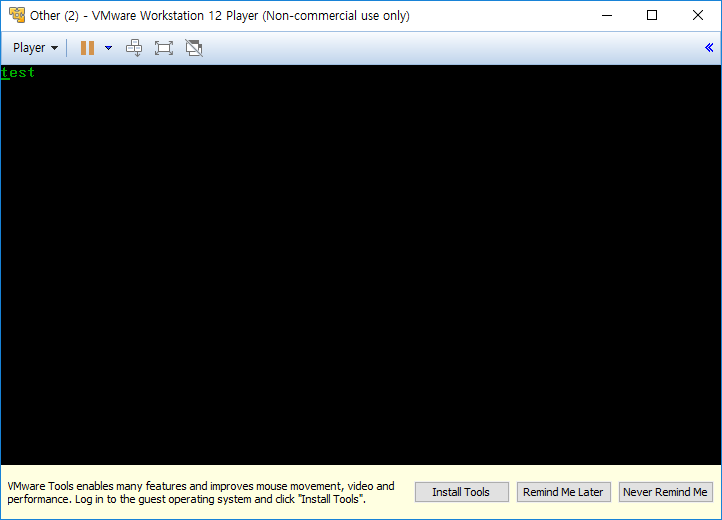 Other (2) - VMware Workstation 12 Player (Non-commercial use only)
Player
test
VMware Tools enables many features and improves mouse movement, video and
performance. Log in to the guest operating system and click "Install Tools".
Install Tools
Remind Me Later
Never Remind Me